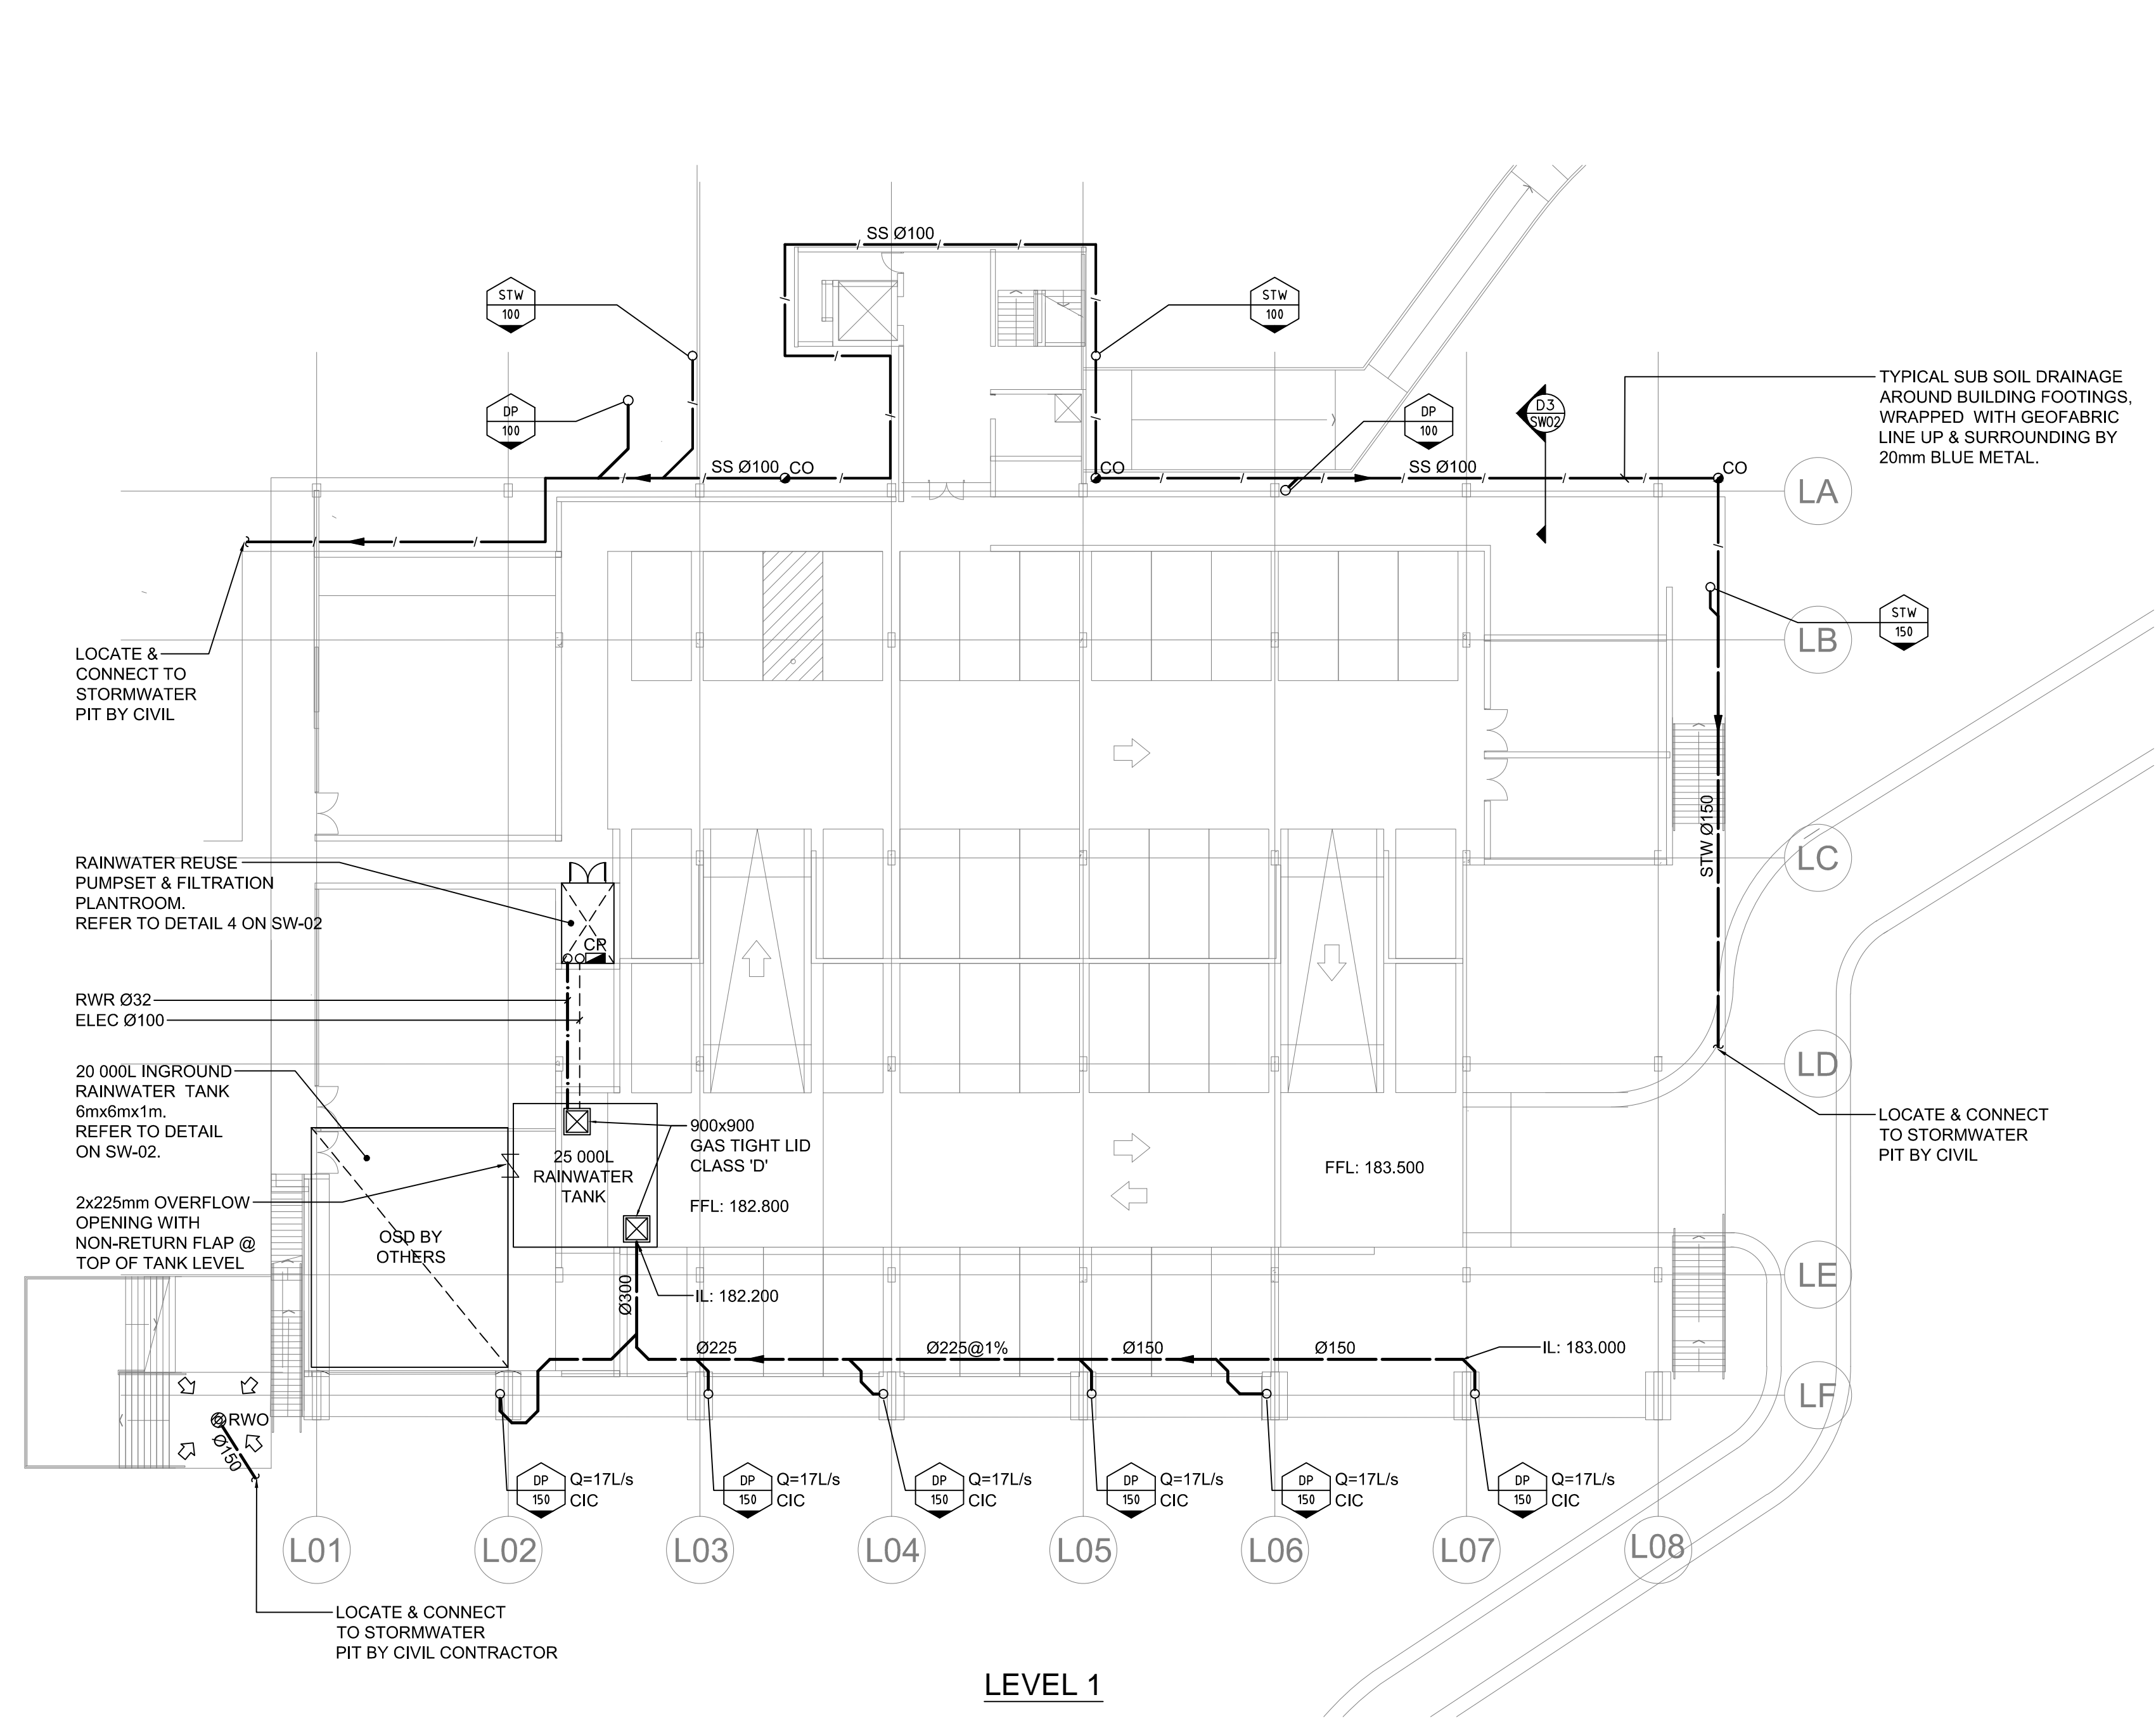 SS Ø100
STW
100
STW
100
DP
100
DP
100
D3
SW02
TYPICAL SUB SOIL DRAINAGE
AROUND BUILDING FOOTINGS,
WRAPPED WITH GEOFABRIC
LINE UP & SURROUNDING BY
20mm BLUE METAL.
SS Ø100 CO
CO
SS Ø100
CO
LA
STW
150
LB
LOCATE &
CONNECT TO
STORMWATER
PIT BY CIVIL
STW Ø150
LC
RAINWATER REUSE
PUMPSET & FILTRATION
PLANTROOM.
REFER TO DETAIL 4 ON SW-02
CP
RWR Ø32
ELEC Ø100
LD
20 000L INGROUND
RAINWATER TANK
6mx6mx1m.
REFER TO DETAIL
ON SW-02.
900x900
GAS TIGHT LID
CLASS 'D'
25 000L
RAINWATER
TANK
FFL: 182.800
FFL: 183.500
LOCATE & CONNECT
TO STORMWATER
PIT BY CIVIL
2x225mm OVERFLOW
OPENING WITH
NON-RETURN FLAP @
TOP OF TANK LEVEL
OSD BY
OTHERS
LE
Ø300
IL: 182.200
Ø225
Ø225@1%
Ø150
Ø150
IL: 183.000
LF
RWO
Ø150
DP
150
Q=17L/s
CIC
DP
150
Q=17L/s
CIC
DP
150
Q=17L/s
CIC
DP
150
Q=17L/s
CIC
DP
150
Q=17L/s
CIC
DP
150
Q=17L/s
CIC
L01
L02
L03
L04
L05
L06
L07
L08
LOCATE & CONNECT
TO STORMWATER
PIT BY CIVIL CONTRACTOR
LEVEL 1